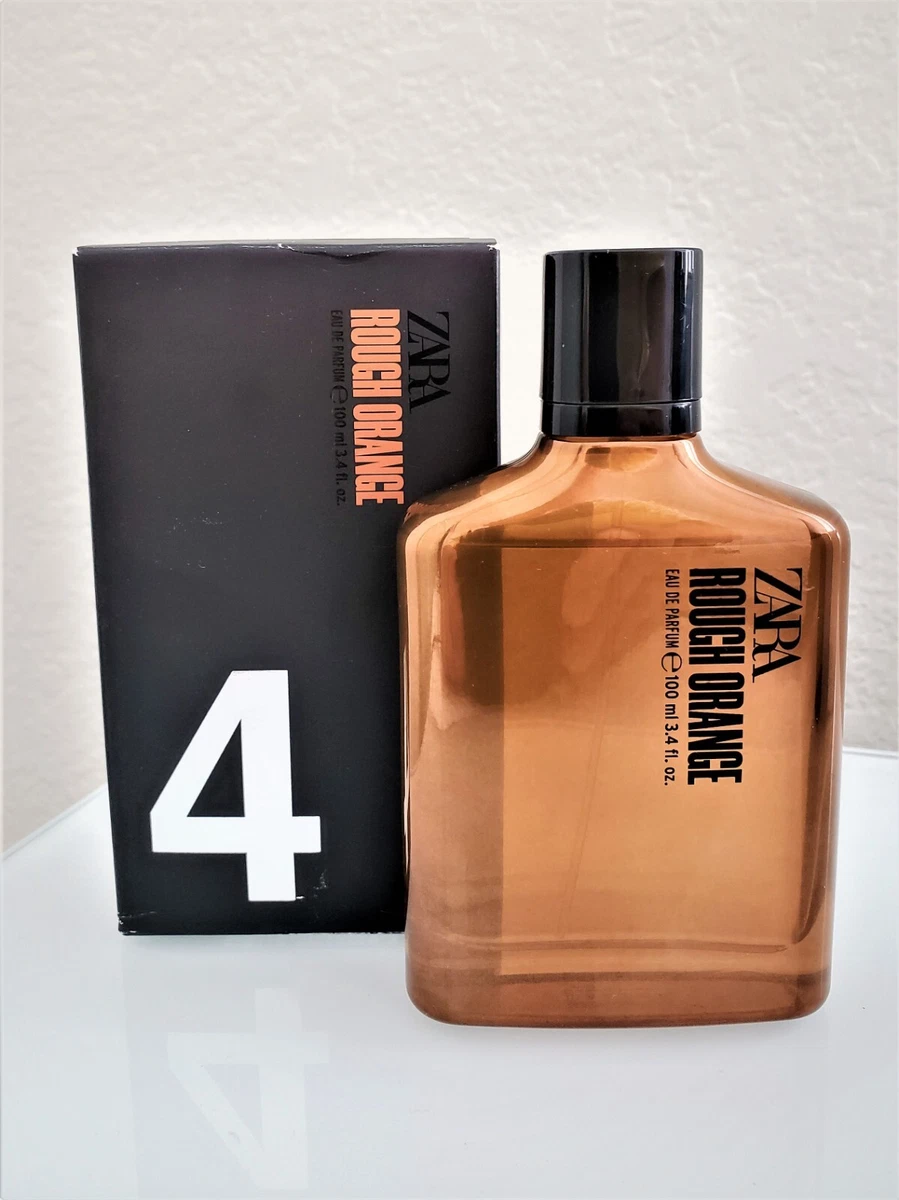 ZARA
ROUGH ORANGE
EAU DE PARFUM ℮ 100 ml 3.4 fl. oz.
4
ZARA
ROUGH ORANGE
EAU DE PARFUM ℮ 100 ml 3.4 fl. oz.